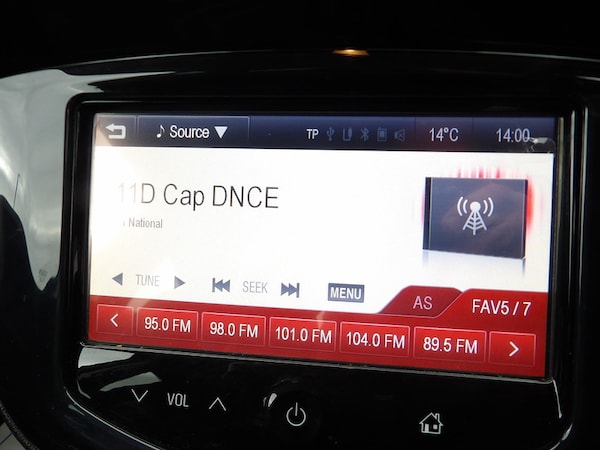 Source TP 14°C 14:00
11D Cap DNCE
National
TUNE SEEK MENU AS FAV5 / 7
95.0 FM 98.0 FM 101.0 FM 104.0 FM 89.5 FM
VOL